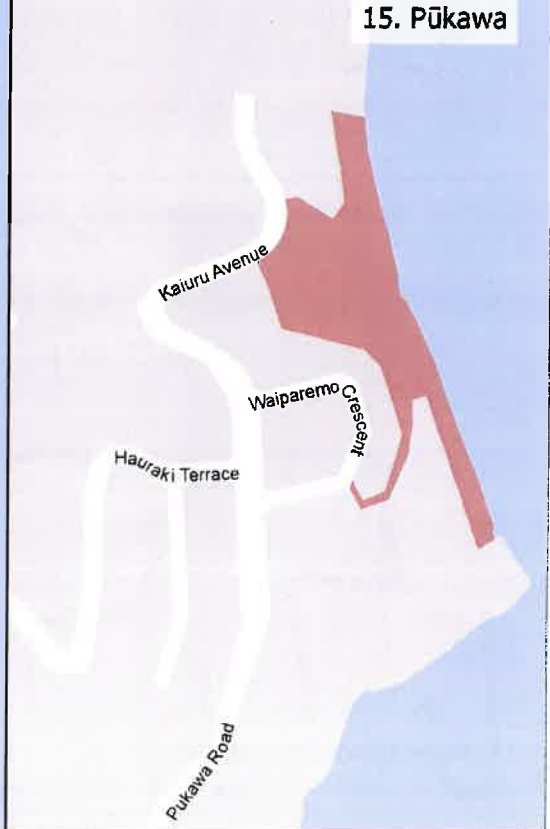 15. Pūkawa
Kaiuru Avenue
Waiparemo Crescent
Hauraki Terrace
Pukawa Road